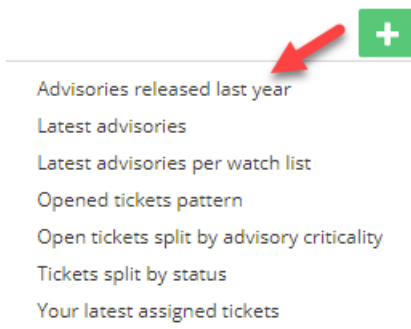 Advisories released last year
Latest advisories
Latest advisories per watch list
Opened tickets pattern
Open tickets split by advisory criticality
Tickets split by status
Your latest assigned tickets